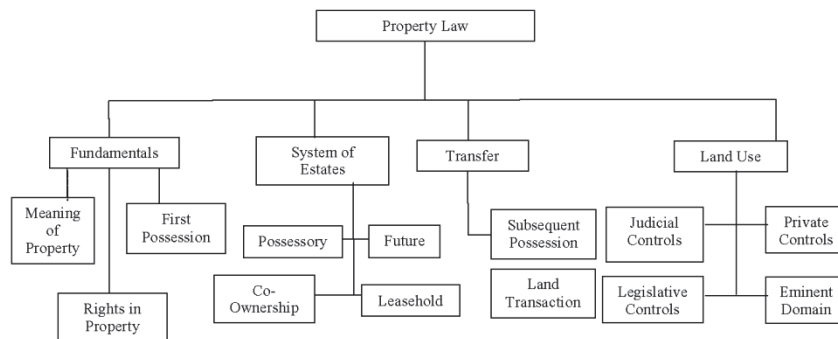 Property Law
Fundamentals
System of
Estates
Transfer
Land Use
Meaning
of
Property
First
Possession
Rights in
Property
Possessory
Future
Co-
Ownership
Leasehold
Subsequent
Possession
Land
Transaction
Judicial
Controls
Private
Controls
Legislative
Controls
Eminent
Domain